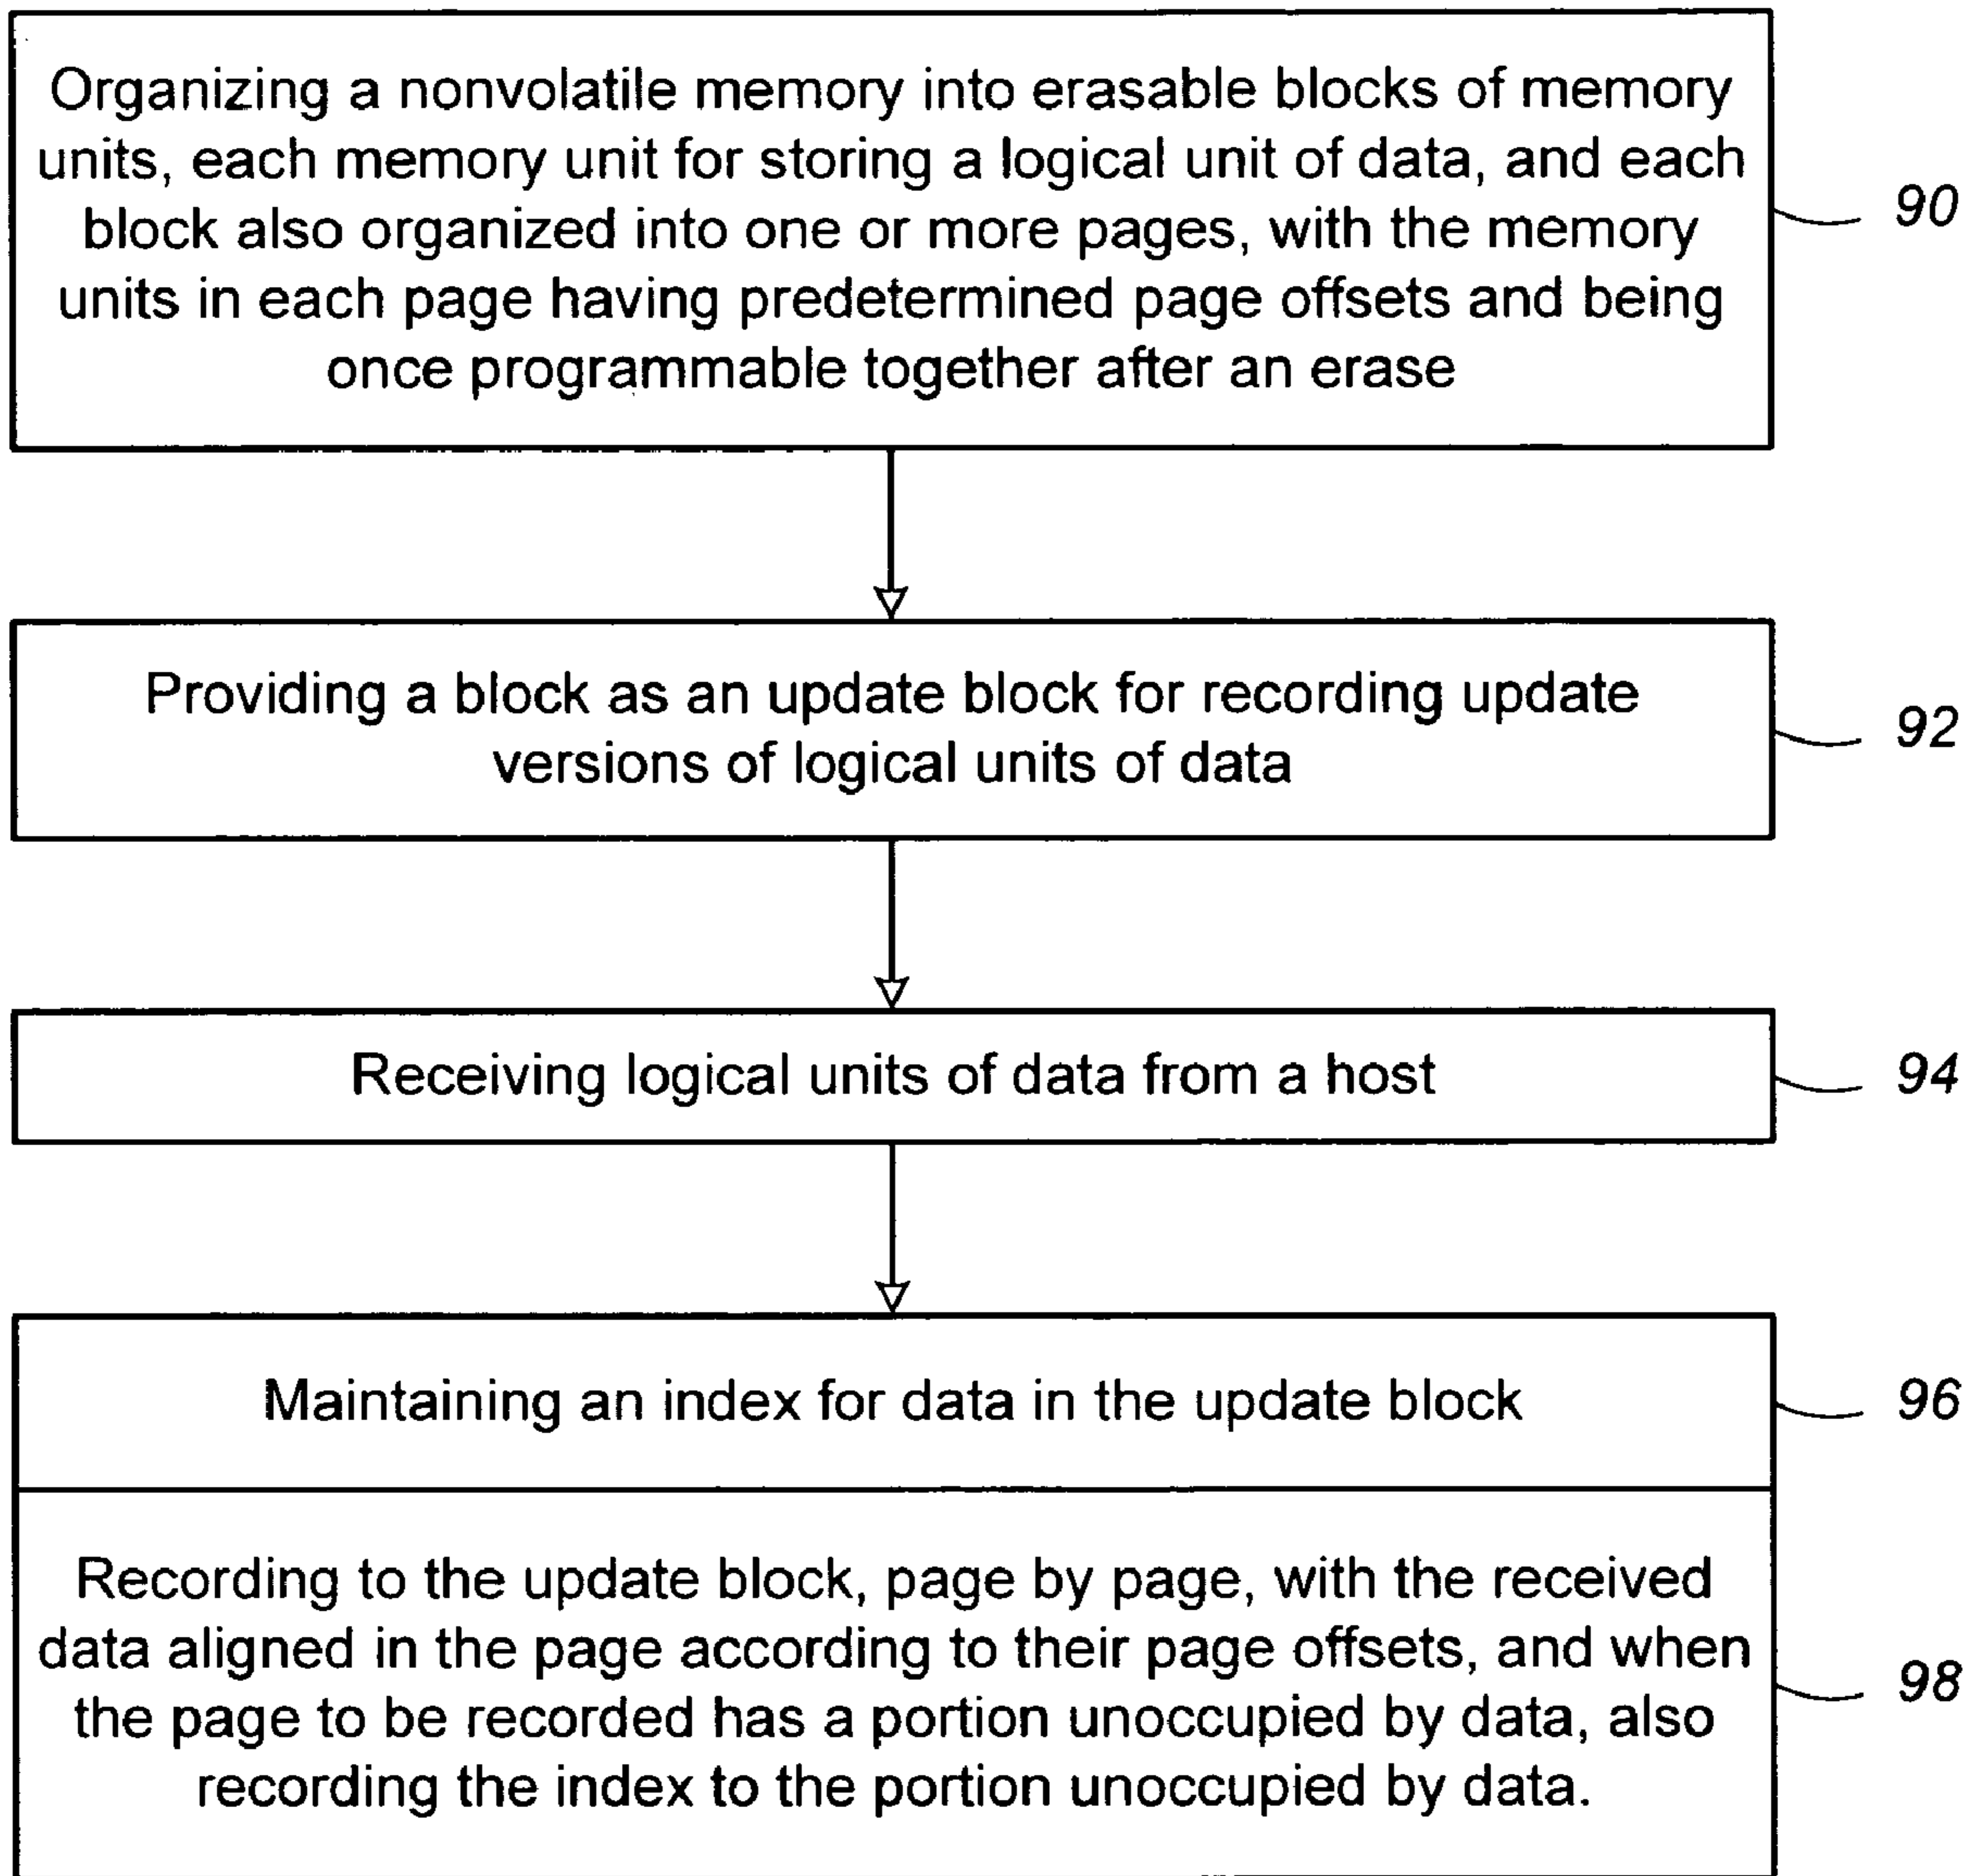 Organizing a nonvolatile memory into erasable blocks of memory
units, each memory unit for storing a logical unit of data, and each
block also organized into one or more pages, with the memory
units in each page having predetermined page offsets and being
once programmable together after an erase
90
Providing a block as an update block for recording update
versions of logical units of data
92
Receiving logical units of data from a host
94
Maintaining an index for data in the update block
96
Recording to the update block, page by page, with the received
data aligned in the page according to their page offsets, and when
the page to be recorded has a portion unoccupied by data, also
recording the index to the portion unoccupied by data.
98